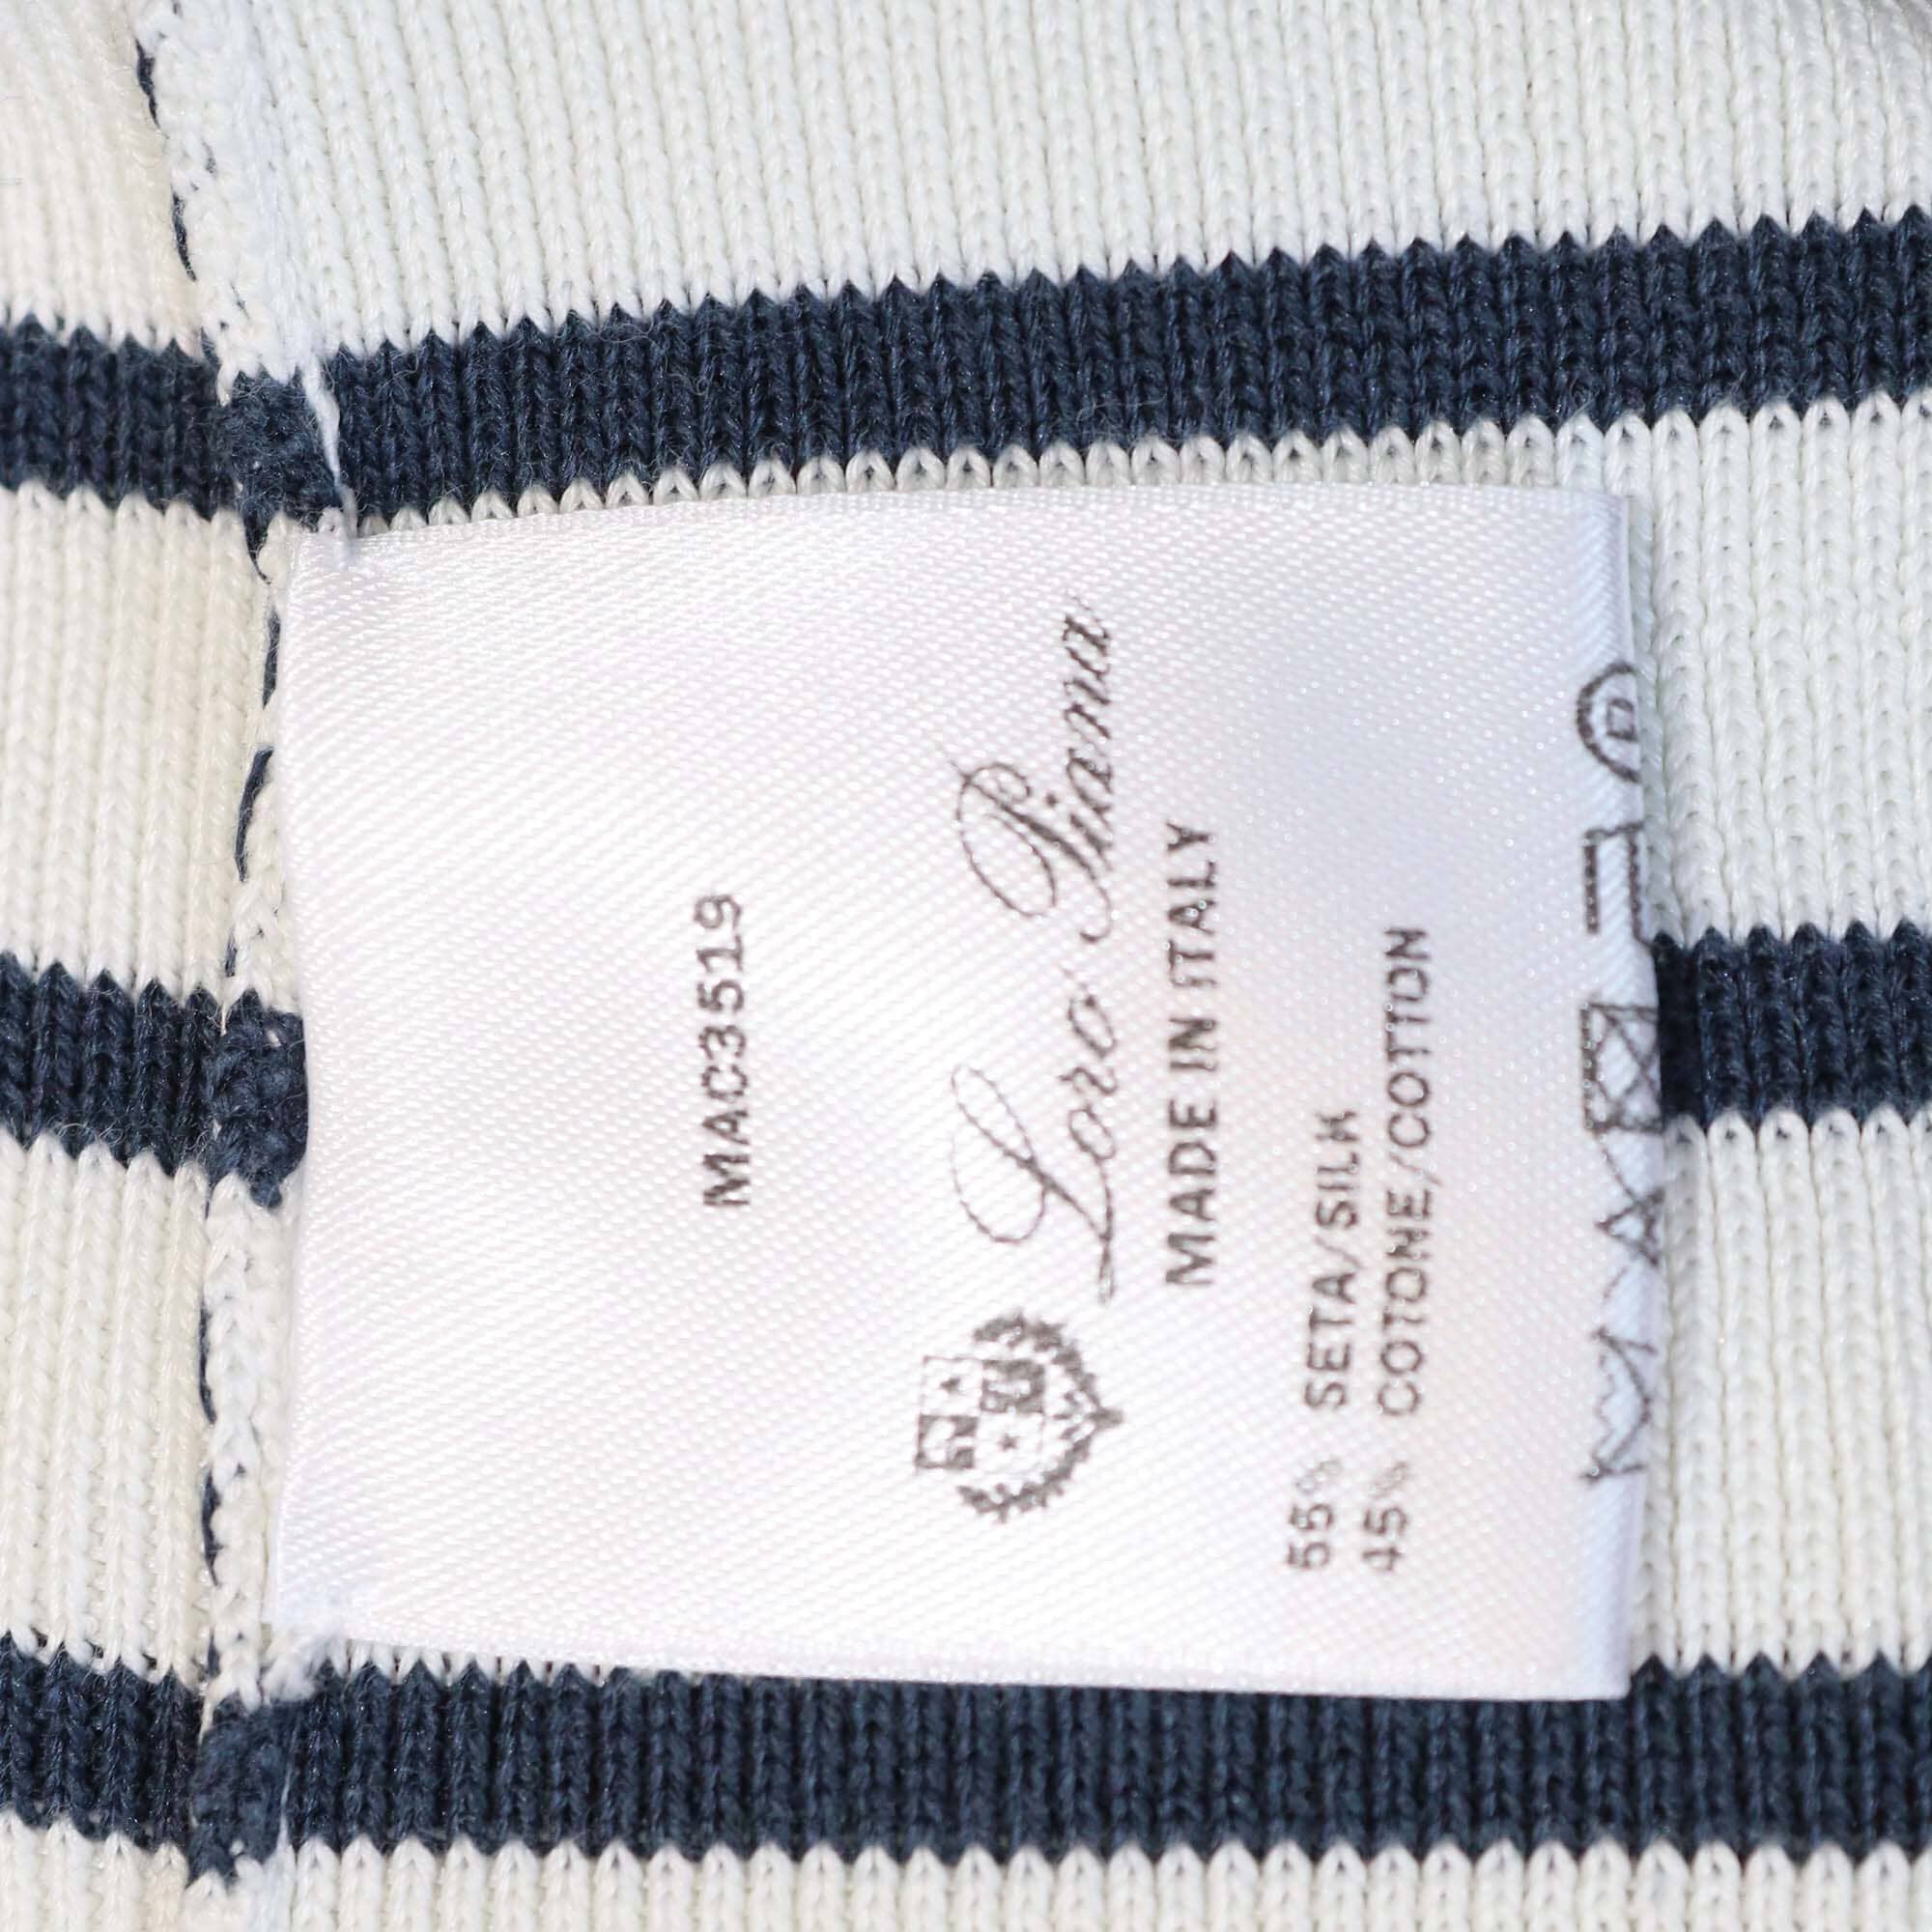 MAC3519
Loro Piana
MADE IN ITALY
55% SETA/SILK
45% COTONE/COTTON
P